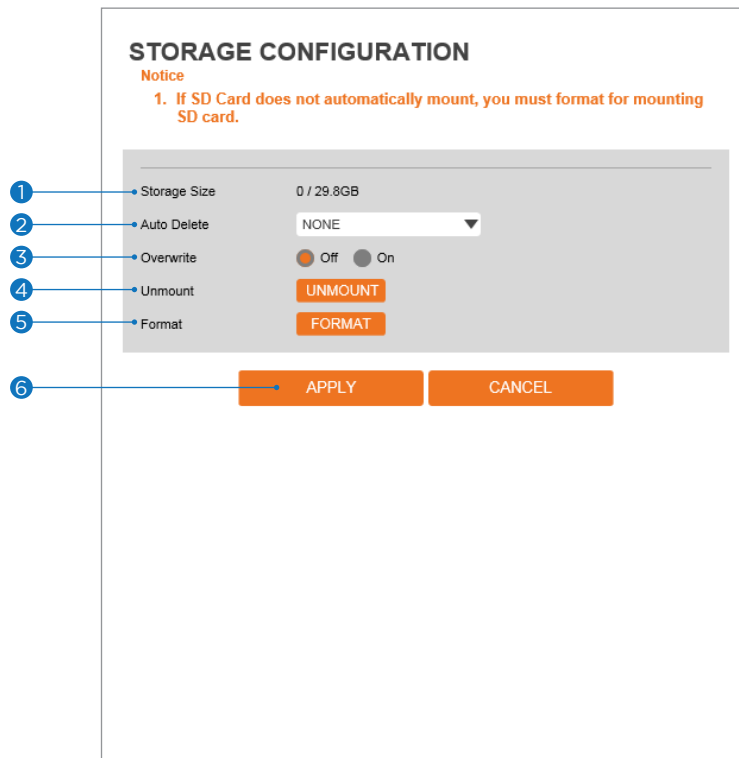 STORAGE CONFIGURATION
Notice
1. If SD Card does not automatically mount, you must format for mounting
SD card.
1 Storage Size 0 / 29.8GB
2 Auto Delete NONE
3 Overwrite Off On
4 Unmount UNMOUNT
5 Format FORMAT
6 APPLY CANCEL